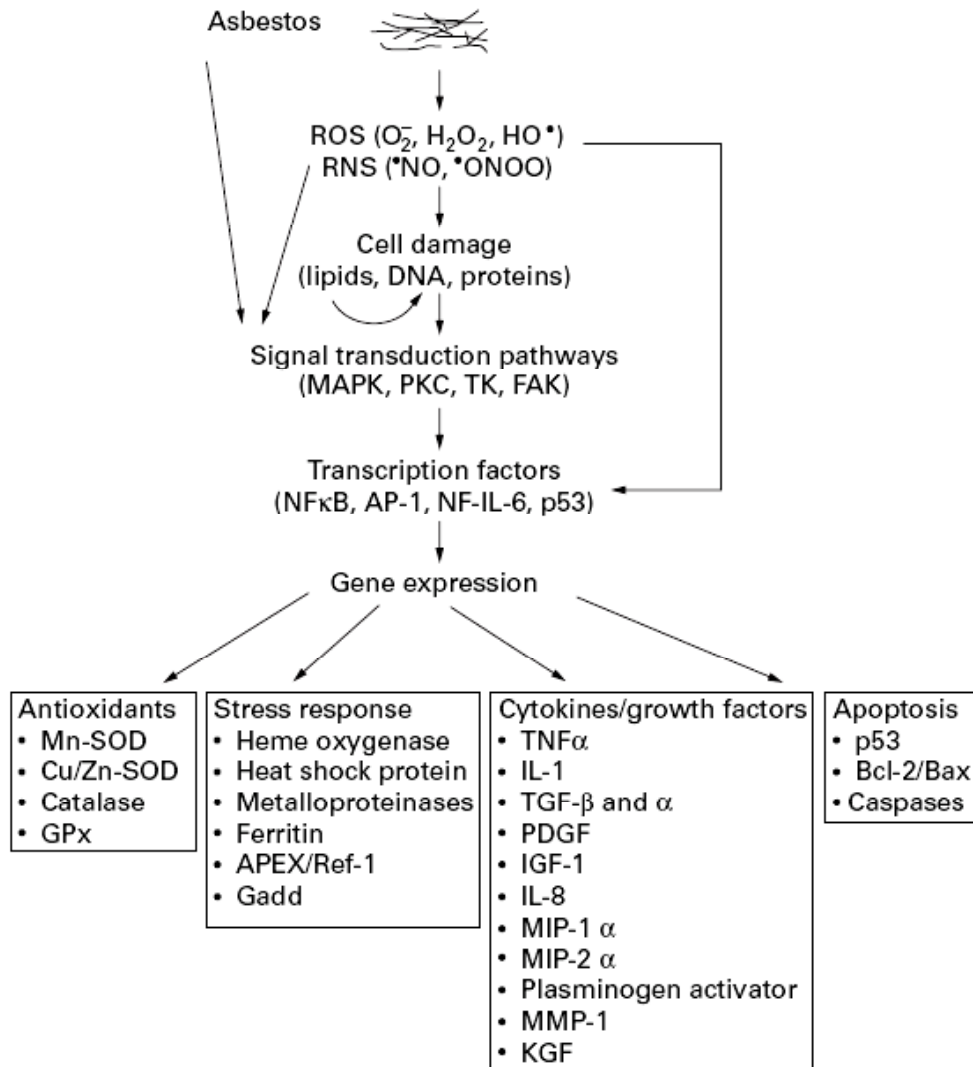 Asbestos
ROS (O₂⁻, H₂O₂, HO•)
RNS (•NO, •ONOO)
Cell damage
(lipids, DNA, proteins)
Signal transduction pathways
(MAPK, PKC, TK, FAK)
Transcription factors
(NFκB, AP-1, NF-IL-6, p53)
Gene expression
Antioxidants
• Mn-SOD
• Cu/Zn-SOD
• Catalase
• GPx
Stress response
• Heme oxygenase
• Heat shock protein
• Metalloproteinases
• Ferritin
• APEX/Ref-1
• Gadd
Cytokines/growth factors
• TNFα
• IL-1
• TGF-β and α
• PDGF
• IGF-1
• IL-8
• MIP-1 α
• MIP-2 α
• Plasminogen activator
• MMP-1
• KGF
Apoptosis
• p53
• Bcl-2/Bax
• Caspases